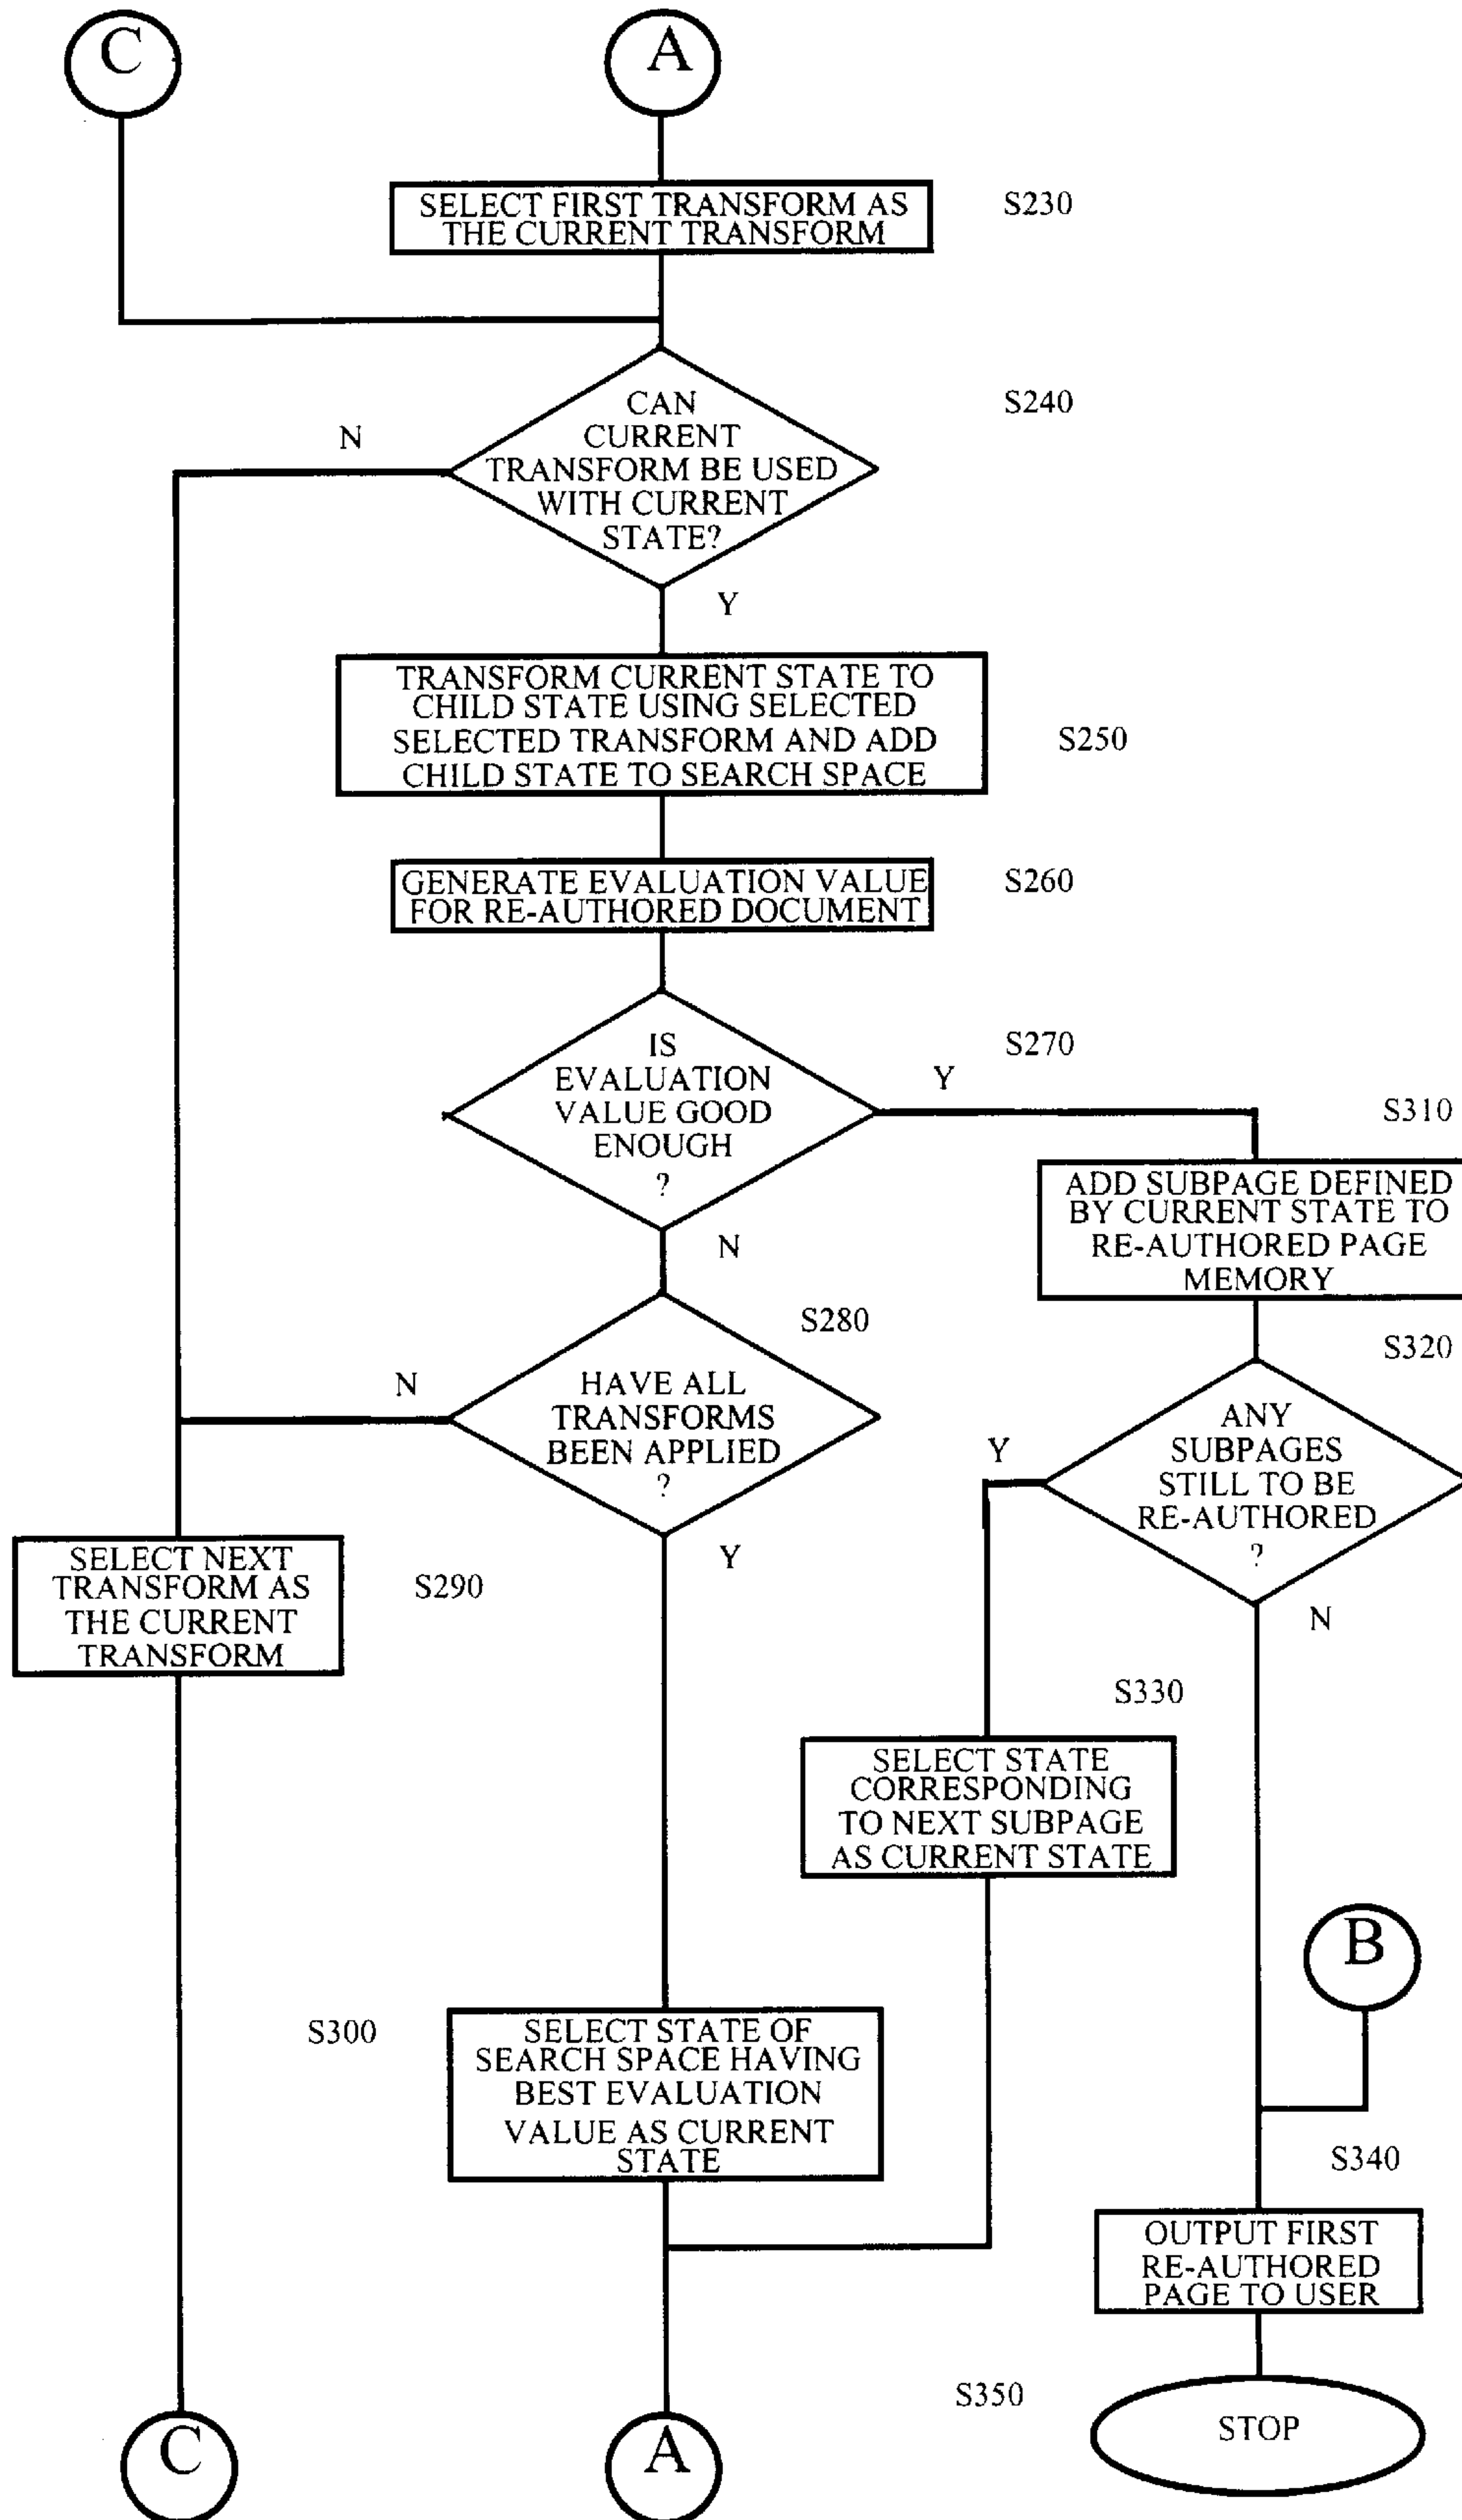 C
A
SELECT FIRST TRANSFORM AS
THE CURRENT TRANSFORM
S230
CAN
CURRENT
TRANSFORM BE USED
WITH CURRENT
STATE?
S240
N
Y
TRANSFORM CURRENT STATE TO
CHILD STATE USING SELECTED
SELECTED TRANSFORM AND ADD
CHILD STATE TO SEARCH SPACE
S250
GENERATE EVALUATION VALUE
FOR RE-AUTHORED DOCUMENT
S260
IS
EVALUATION
VALUE GOOD
ENOUGH
?
S270
Y
N
S310
ADD SUBPAGE DEFINED
BY CURRENT STATE TO
RE-AUTHORED PAGE
MEMORY
S280
HAVE ALL
TRANSFORMS
BEEN APPLIED
?
N
Y
S320
ANY
SUBPAGES
STILL TO BE
RE-AUTHORED
?
Y
N
SELECT NEXT
TRANSFORM AS
THE CURRENT
TRANSFORM
S290
S330
SELECT STATE
CORRESPONDING
TO NEXT SUBPAGE
AS CURRENT STATE
B
S300
SELECT STATE OF
SEARCH SPACE HAVING
BEST EVALUATION
VALUE AS CURRENT
STATE
S340
OUTPUT FIRST
RE-AUTHORED
PAGE TO USER
S350
STOP
C
A